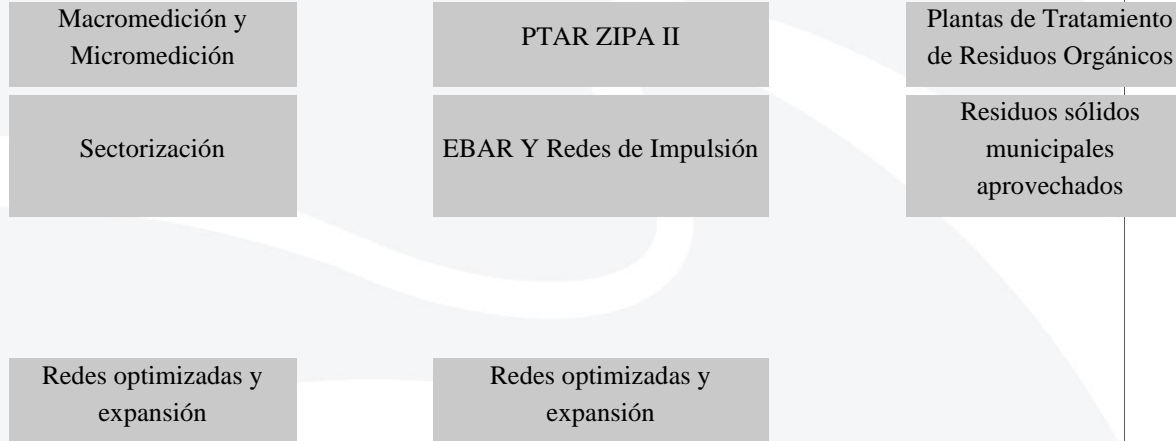 Macromedición y
Micromedición
PTAR ZIPA II
Plantas de Tratamiento
de Residuos Orgánicos
Sectorización
EBAR Y Redes de Impulsión
Residuos sólidos
municipales
aprovechados
Redes optimizadas y
expansión
Redes optimizadas y
expansión